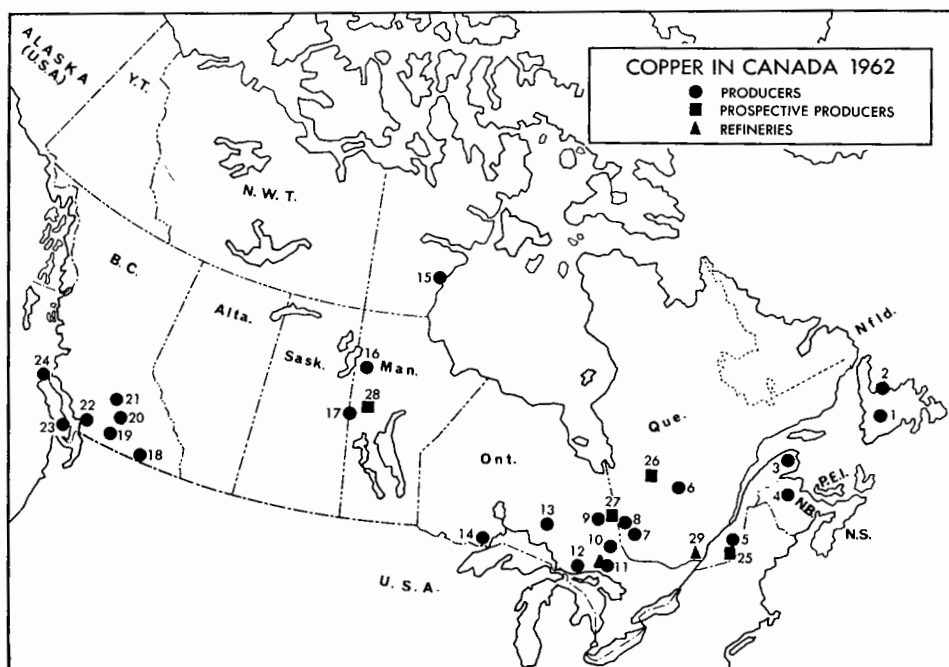 COPPER IN CANADA 1962
PRODUCERS
PROSPECTIVE PRODUCERS
REFINERIES
ALASKA
(U.S.A.)
Y.T.
N.W.T.
B.C.
Alta.
Sask.
Man.
Ont.
Que.
Nfld.
P.E.I.
N.B.
N.S.
U.S.A.
1
2
3
4
5
6
7
8
9
10
11
12
13
14
15
16
17
18
19
20
21
22
23
24
25
26
27
28
29